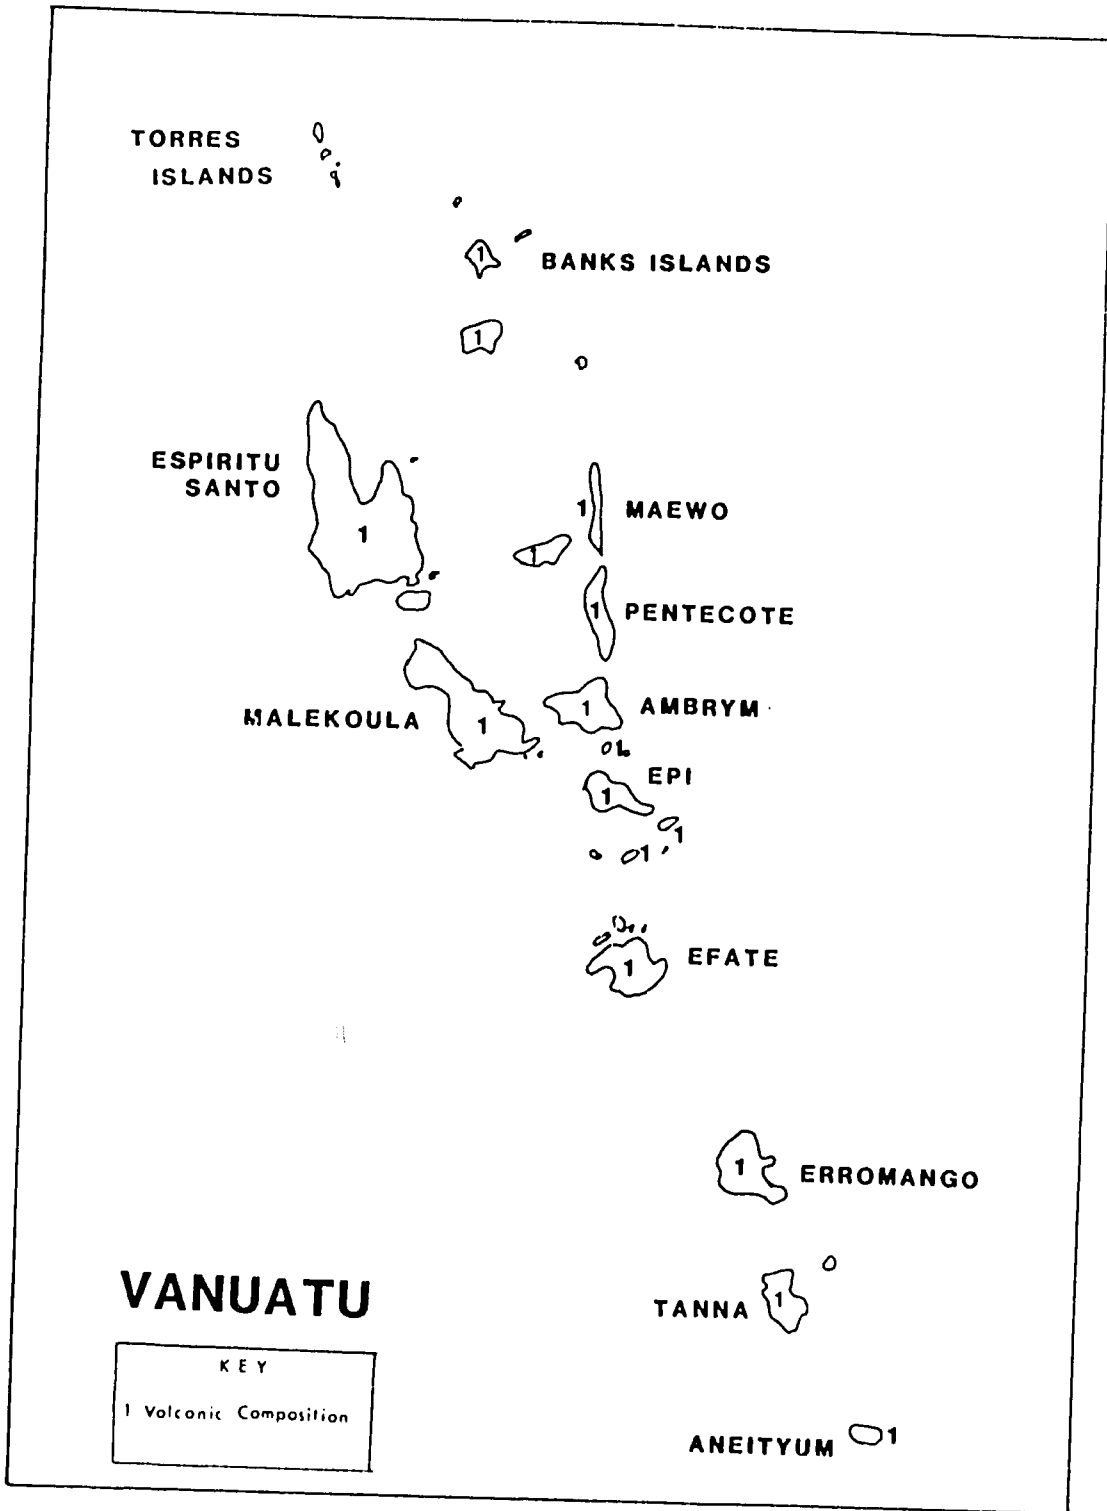 TORRES
ISLANDS
1
BANKS ISLANDS
1
ESPIRITU
SANTO
1
1
MAEWO
1
1
PENTECOTE
MALEKOULA
1
1
AMBRYM
EPI
1
1
1
1
EFATE
1
ERROMANGO
VANUATU
TANNA
1
KEY
1 Volcanic Composition
ANEITYUM
1